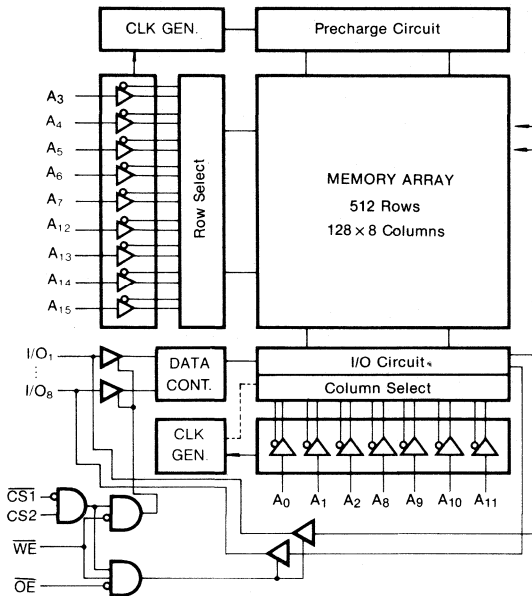 CLK GEN.
Precharge Circuit
A3
A4
A5
A6
A7
A12
A13
A14
A15
Row Select
MEMORY ARRAY
512 Rows
128 × 8 Columns
I/O1
I/O8
DATA
CONT.
I/O Circuit
Column Select
CLK
GEN.
A0 A1 A2 A8 A9 A10 A11
CS1
CS2
WE
OE